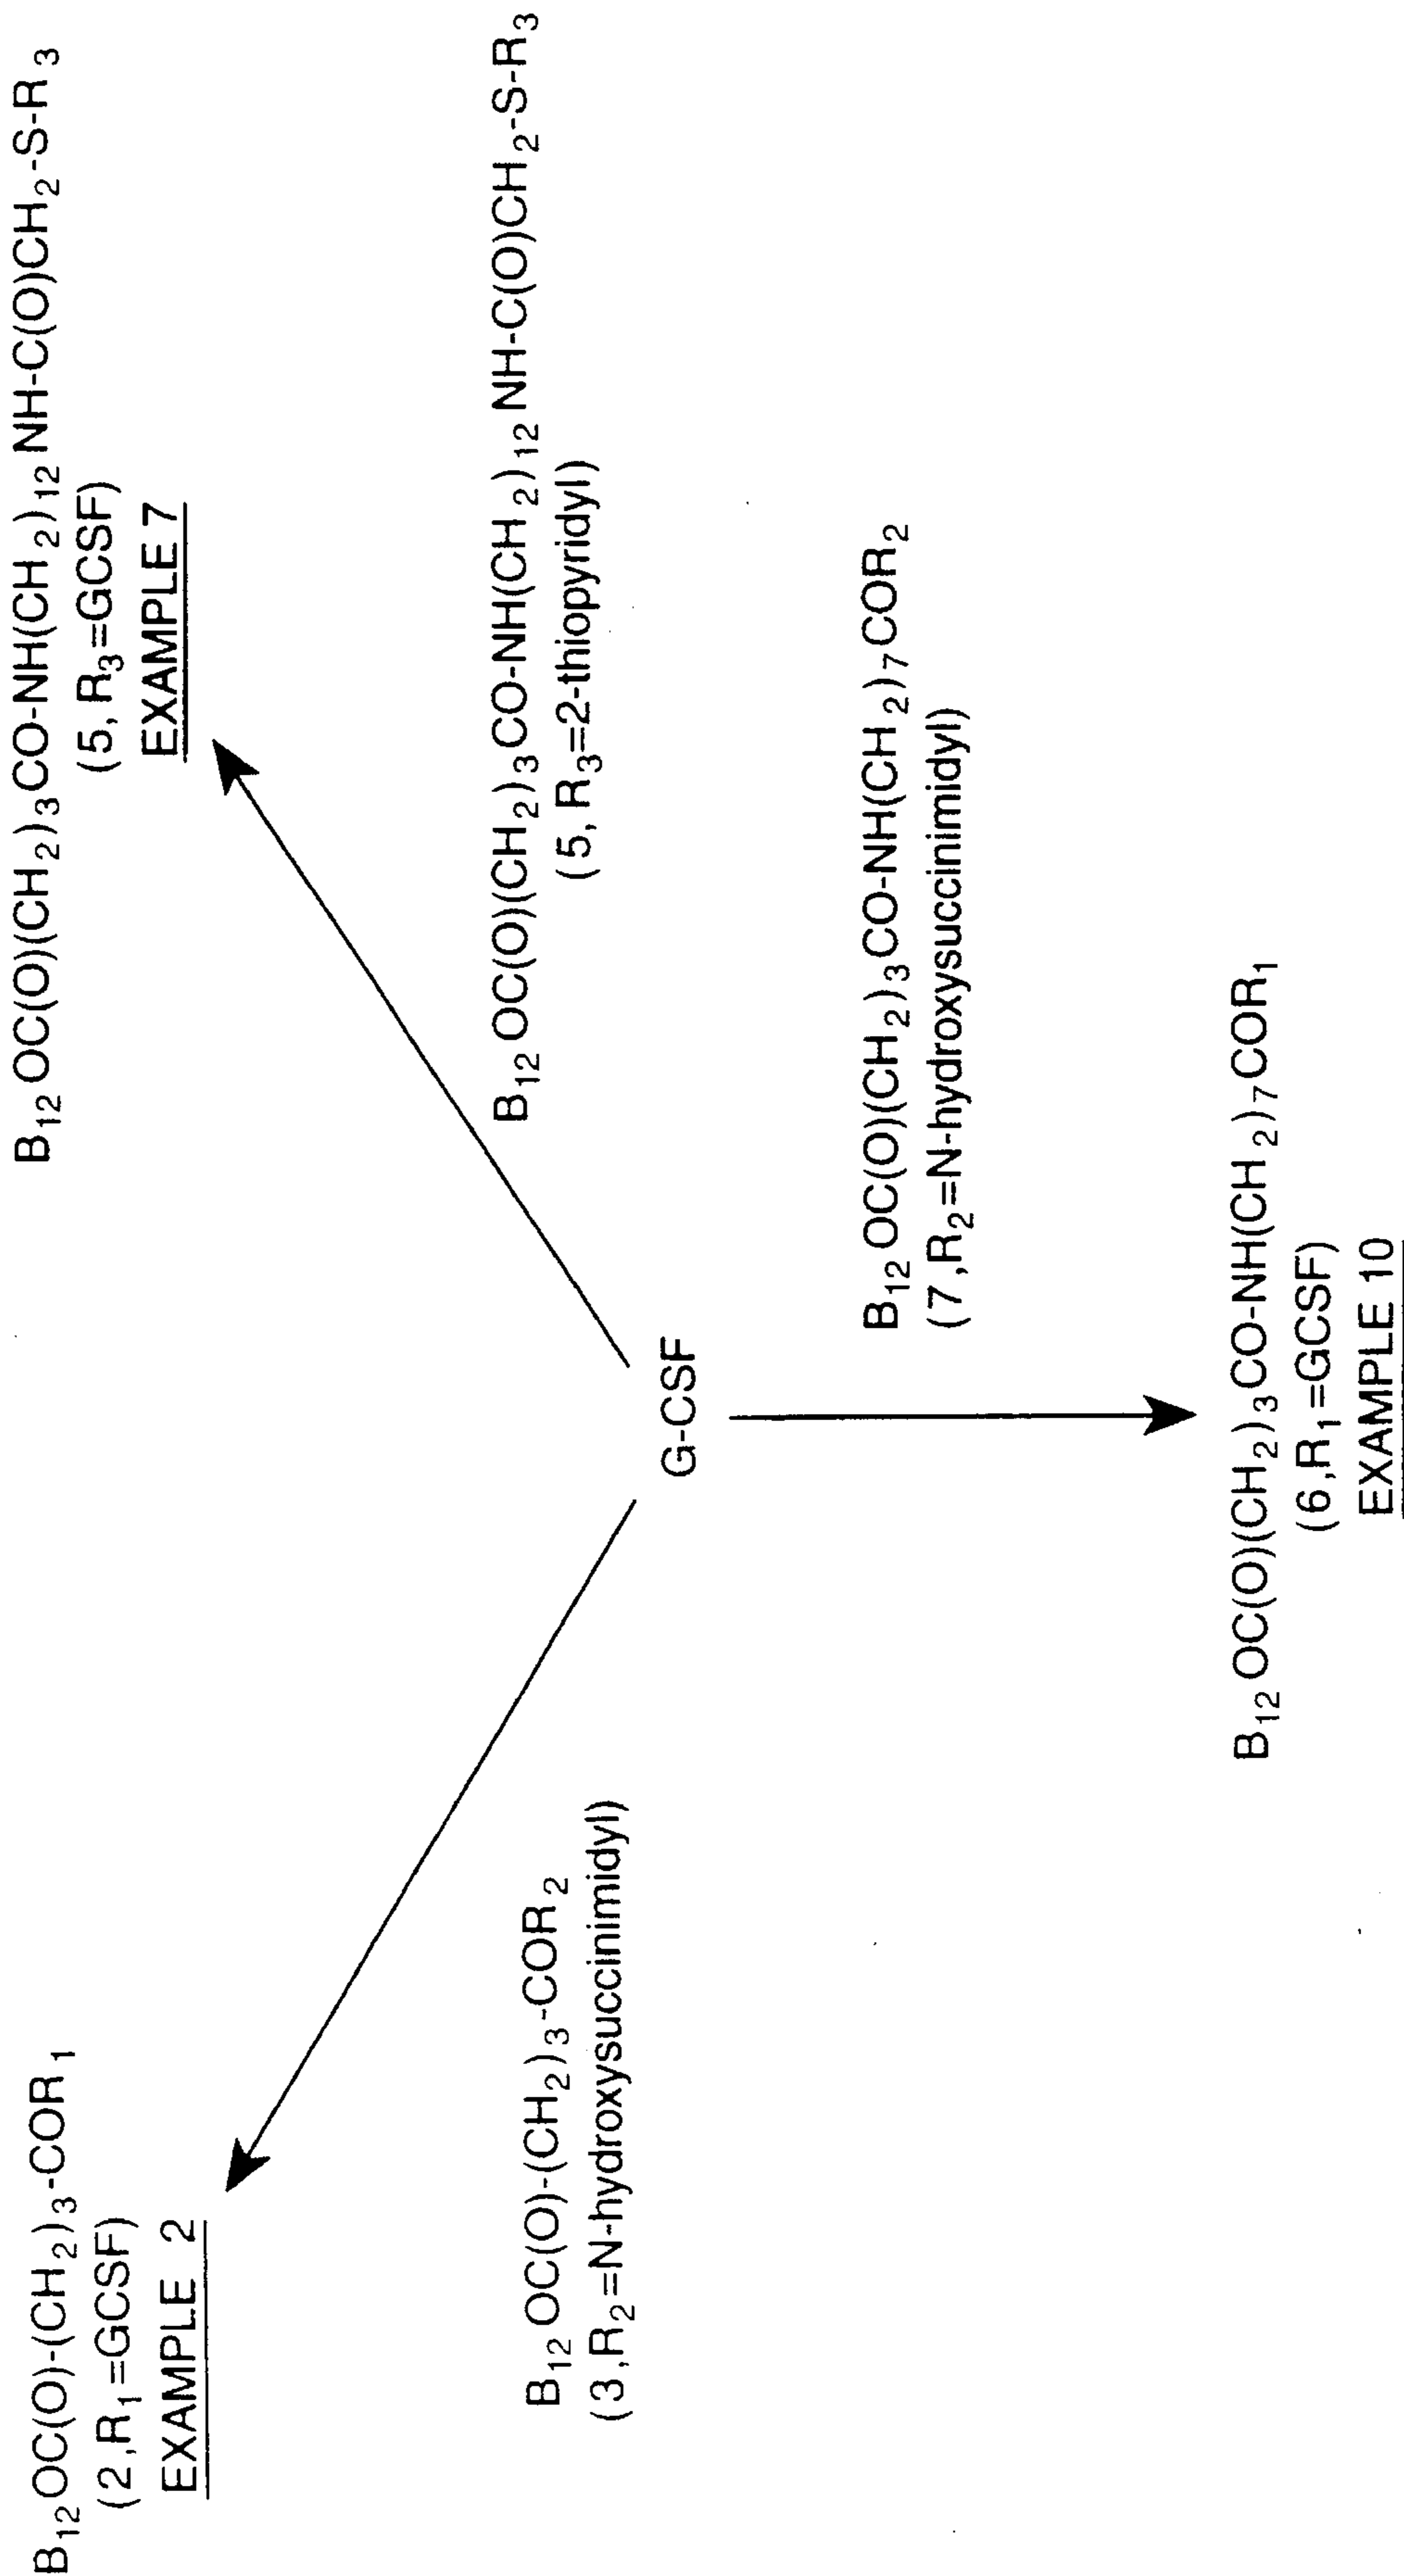 B₁₂OC(O)-(CH₂)₃-COR₁
(2,R₁=GCSF)
EXAMPLE 2
B₁₂OC(O)(CH₂)₃CO-NH(CH₂)₁₂NH-C(O)CH₂-S-R₃
(5, R₃=GCSF)
EXAMPLE 7
B₁₂OC(O)-(CH₂)₃-COR₂
(3,R₂=N-hydroxysuccinimidyl)
B₁₂OC(O)(CH₂)₃CO-NH(CH₂)₁₂NH-C(O)CH₂-S-R₃
(5, R₃=2-thiopyridyl)
G-CSF
B₁₂OC(O)(CH₂)₃CO-NH(CH₂)₇COR₂
(7,R₂=N-hydroxysuccinimidyl)
B₁₂OC(O)(CH₂)₃CO-NH(CH₂)₇COR₁
(6,R₁=GCSF)
EXAMPLE 10